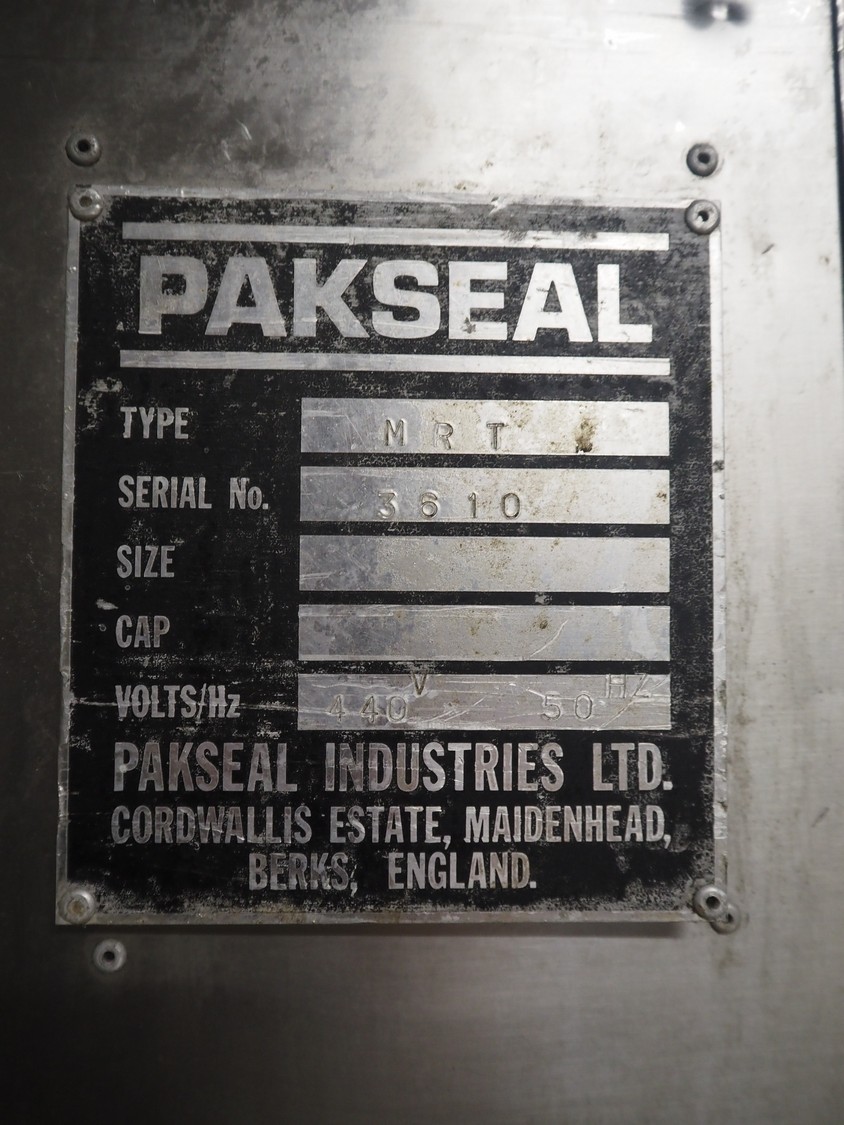 PAKSEAL
TYPE MRT
SERIAL No. 3610
SIZE
CAP
VOLTS/Hz 440 V 50 HZ
PAKSEAL INDUSTRIES LTD.
CORDWALLIS ESTATE, MAIDENHEAD,
BERKS, ENGLAND.